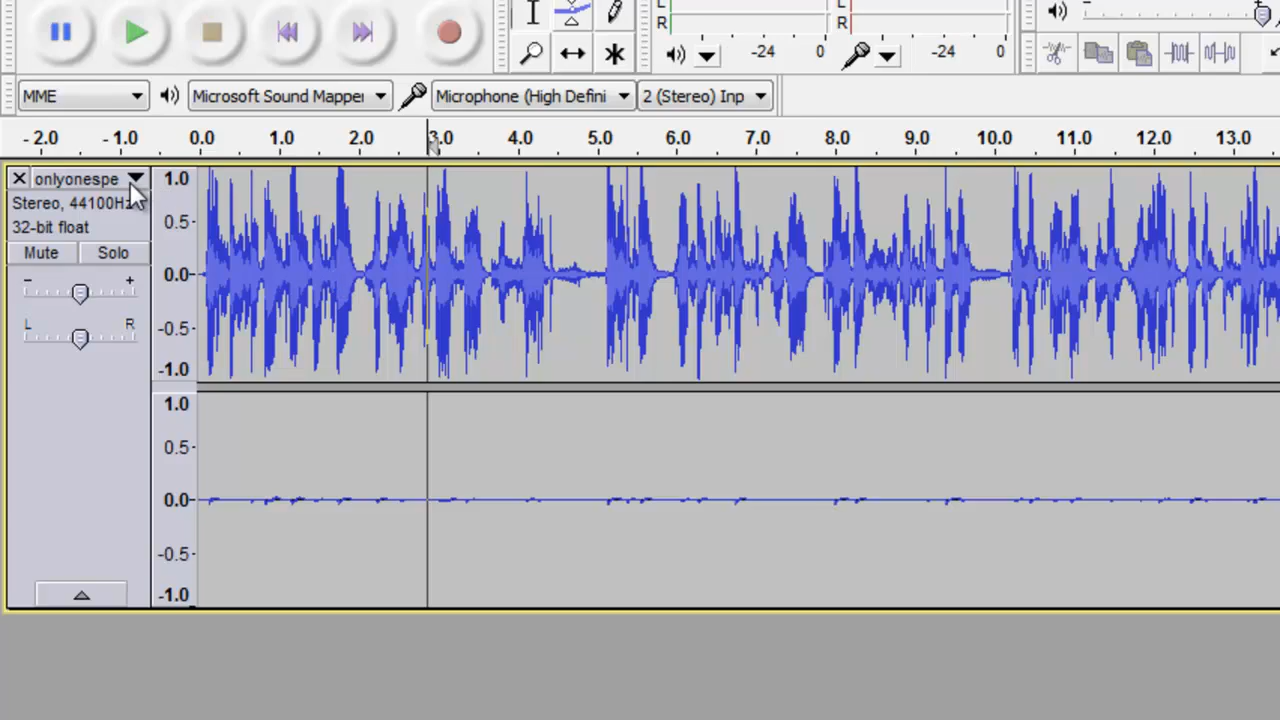 L
R
-24 0
L
R
-24 0
MME
Microsoft Sound Mapper
Microphone (High Defini
2 (Stereo) Inp
-2.0 -1.0 0.0 1.0 2.0 3.0 4.0 5.0 6.0 7.0 8.0 9.0 10.0 11.0 12.0 13.0
onlyonespe
Stereo, 44100Hz
32-bit float
Mute Solo
- +
L R
1.0
0.5
0.0
-0.5
-1.0
1.0
0.5
0.0
-0.5
-1.0